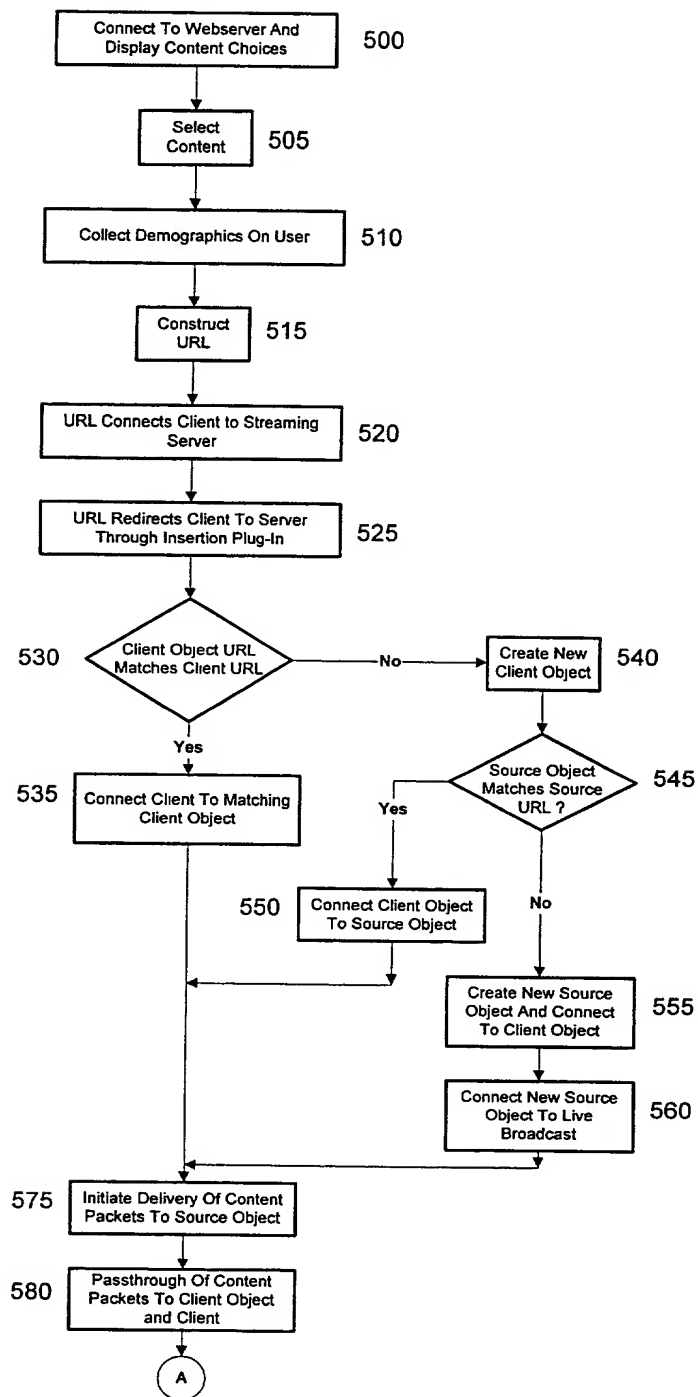 Connect To Webserver And
Display Content Choices
500
Select
Content
505
Collect Demographics On User
510
Construct
URL
515
URL Connects Client to Streaming
Server
520
URL Redirects Client To Server
Through Insertion Plug-In
525
530
Client Object URL
Matches Client URL
No
Create New
Client Object
540
Yes
535
Connect Client To Matching
Client Object
Source Object
Matches Source
URL ?
545
Yes
No
550
Connect Client Object
To Source Object
Create New Source
Object And Connect
To Client Object
555
Connect New Source
Object To Live
Broadcast
560
575
Initiate Delivery Of Content
Packets To Source Object
580
Passthrough Of Content
Packets To Client Object
and Client
A